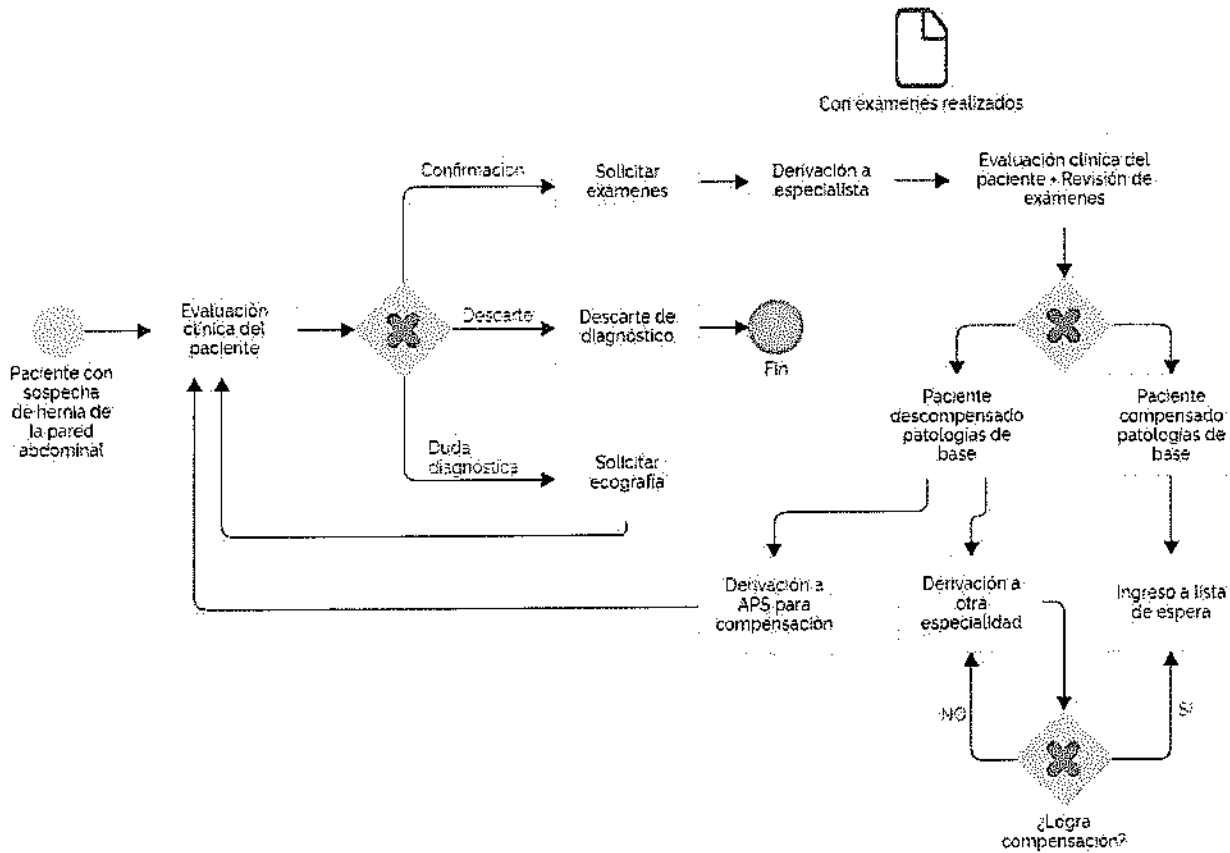 Con exámenes realizados
Confirmación
Solicitar
exámenes
Derivación a
especialista
Evaluación clínica del
paciente + Revisión de
exámenes
Paciente con
sospecha
de hernia de
la pared
abdominal
Evaluación
clínica del
paciente
Descarte
Descarte de
diagnóstico
Fin
Duda
diagnóstica
Solicitar
ecografía
Paciente
descompensado
patologías de
base
Paciente
compensado
patologías de
base
Derivación a
APS para
compensación
Derivación a
otra
especialidad
Ingreso a lista
de espera
NO
SI
¿Logra
compensación?